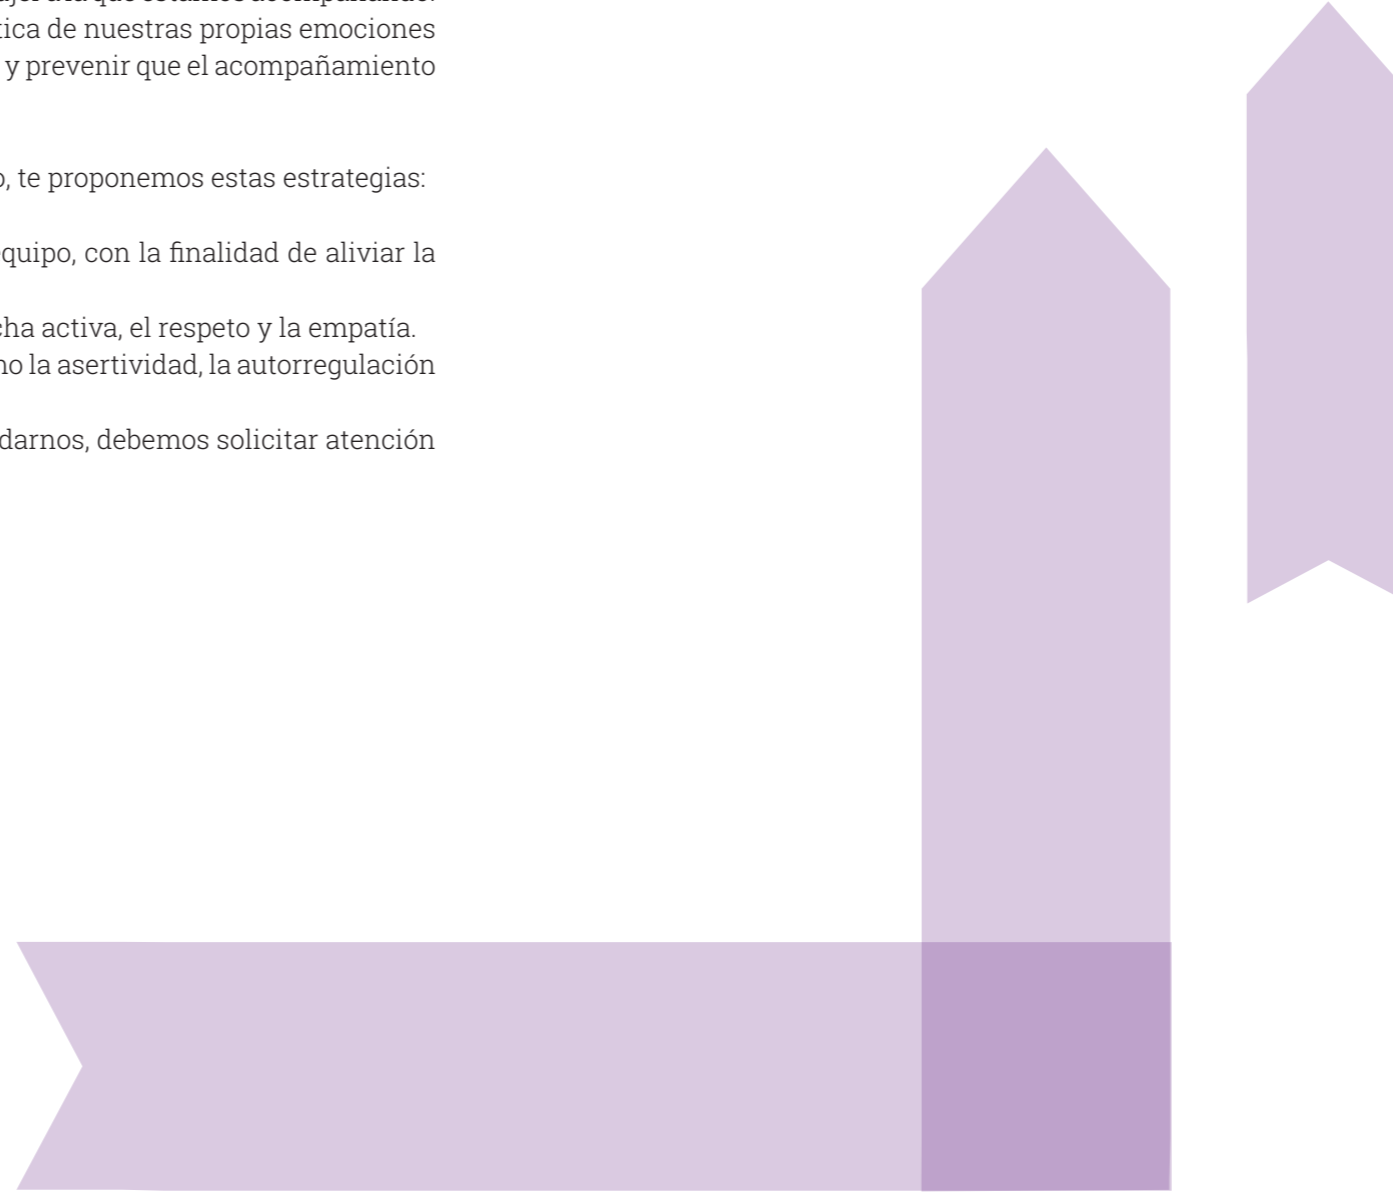 a la que estamos acompañando.
tica de nuestras propias emociones
y prevenir que el acompañamiento
o, te proponemos estas estrategias:
quipo, con la finalidad de aliviar la
cha activa, el respeto y la empatía.
no la asertividad, la autorregulación
darnos, debemos solicitar atención